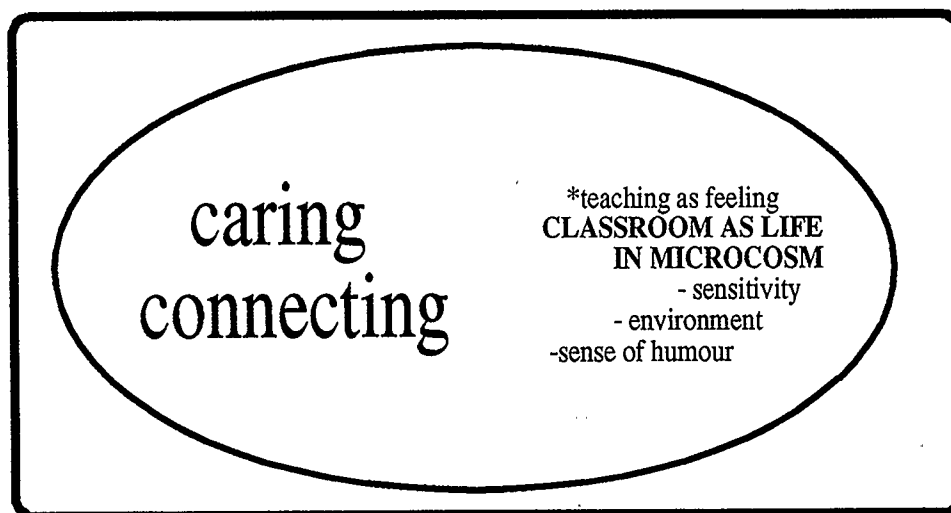 caring
connecting
*teaching as feeling
CLASSROOM AS LIFE
IN MICROCOSM
- sensitivity
- environment
-sense of humour